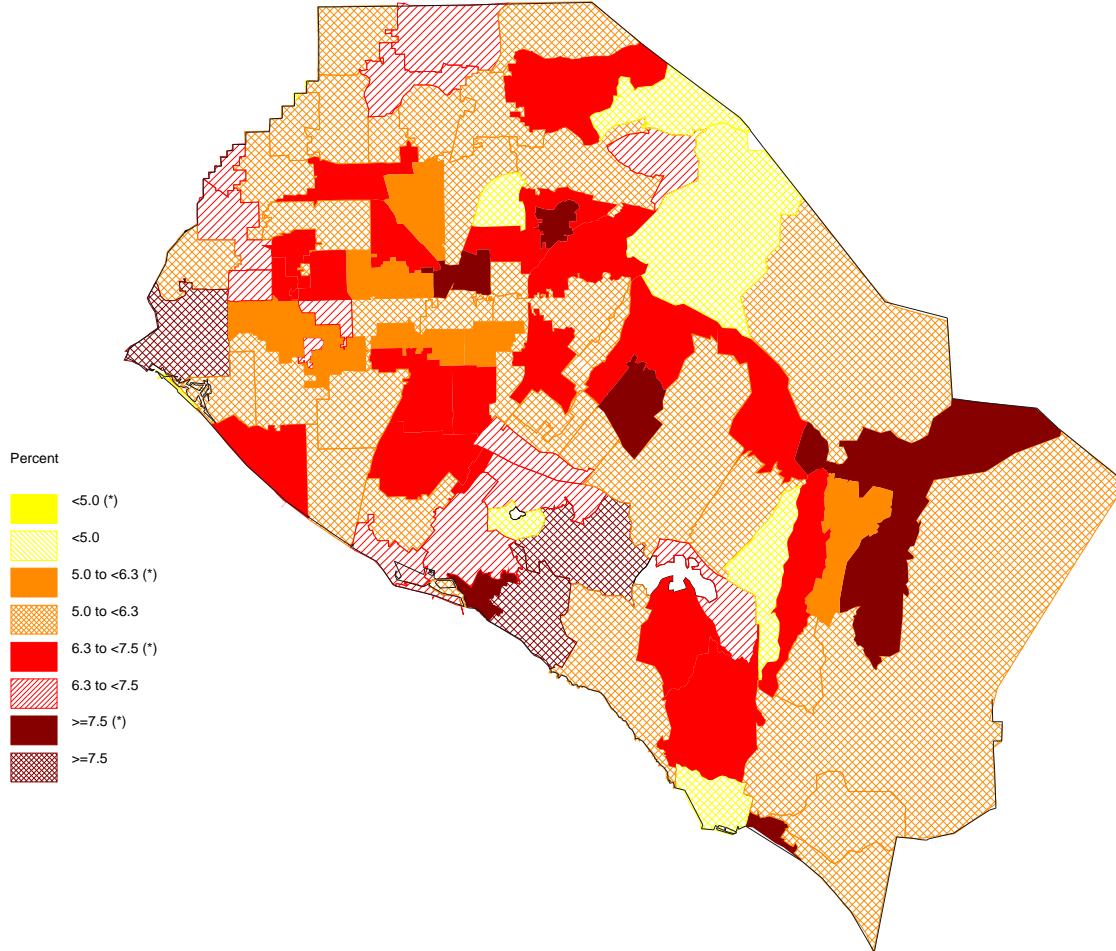 Percent
<5.0 (*)
<5.0
5.0 to <6.3 (*)
5.0 to <6.3
6.3 to <7.5 (*)
6.3 to <7.5
>=7.5 (*)
>=7.5